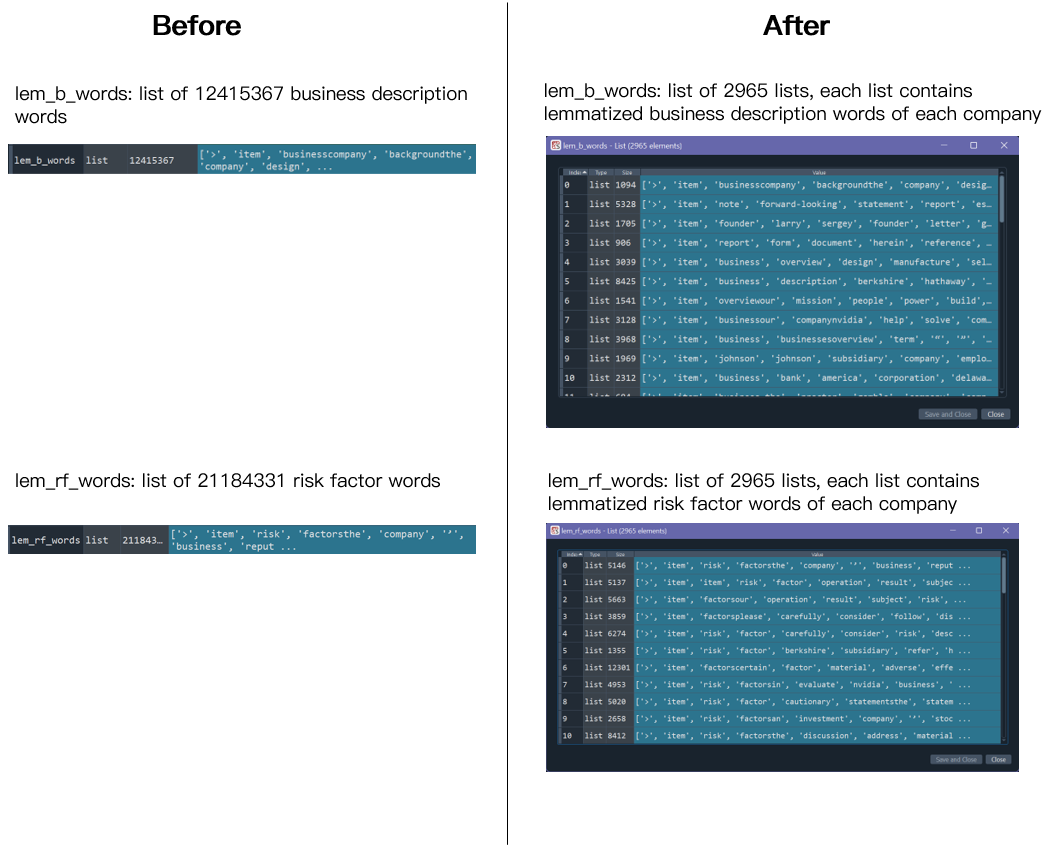 Before
lem_b_words: list of 12415367 business description
words
lem_b_words list 12415367 ['>', 'item', 'businesscompany', 'backgroundthe',
'company', 'design', ...
lem_rf_words: list of 21184331 risk factor words
lem_rf_words list 211843… ['>', 'item', 'risk', 'factorsthe', 'company', '’',
'business', 'reput ...
After
lem_b_words: list of 2965 lists, each list contains
lemmatized business description words of each company
lem_b_words - List (2965 elements)
Index Type Size Value
0 list 1094 ['>', 'item', 'businesscompany', 'backgroundthe', 'company', 'desig…
1 list 5328 ['>', 'item', 'note', 'forward-looking', 'statement', 'report', 'es…
2 list 1705 ['>', 'item', 'founder', 'larry', 'sergey', 'founder', 'letter', 'g…
3 list 906 ['>', 'item', 'report', 'form', 'document', 'herein', 'reference', …
4 list 3039 ['>', 'item', 'business', 'overview', 'design', 'manufacture', 'sel…
5 list 8425 ['>', 'item', 'business', 'description', 'berkshire', 'hathaway', '…
6 list 1541 ['>', 'item', 'overviewour', 'mission', 'people', 'power', 'build',…
7 list 3128 ['>', 'item', 'businessour', 'companynvidia', 'help', 'solve', 'com…
8 list 3968 ['>', 'item', 'business', 'businessesoverview', 'term', '“', '”', '…
9 list 1969 ['>', 'item', 'johnson', 'johnson', 'subsidiary', 'company', 'emplo…
10 list 2312 ['>', 'item', 'business', 'bank', 'america', 'corporation', 'delawa…
Save and Close Close
lem_rf_words: list of 2965 lists, each list contains
lemmatized risk factor words of each company
lem_rf_words - List (2965 elements)
Index Type Size Value
0 list 5146 ['>', 'item', 'risk', 'factorsthe', 'company', '’', 'business', 'reput ...
1 list 5137 ['>', 'item', 'item', 'risk', 'factor', 'operation', 'result', 'subjec ...
2 list 5663 ['>', 'item', 'factorsour', 'operation', 'result', 'subject', 'risk', ...
3 list 3859 ['>', 'item', 'factorsplease', 'carefully', 'consider', 'follow', 'dis ...
4 list 6274 ['>', 'item', 'risk', 'factor', 'carefully', 'consider', 'risk', 'desc ...
5 list 1355 ['>', 'item', 'risk', 'factor', 'berkshire', 'subsidiary', 'refer', 'h ...
6 list 12301 ['>', 'item', 'factorscertain', 'factor', 'material', 'adverse', 'effe ...
7 list 4953 ['>', 'item', 'risk', 'factorsin', 'evaluate', 'nvidia', 'business', ' ...
8 list 5020 ['>', 'item', 'risk', 'factor', 'cautionary', 'statementsthe', 'statem ...
9 list 2658 ['>', 'item', 'risk', 'factorsan', 'investment', 'company', '’', 'stoc ...
10 list 8412 ['>', 'item', 'risk', 'factorsthe', 'discussion', 'address', 'material ...
Save and Close Close